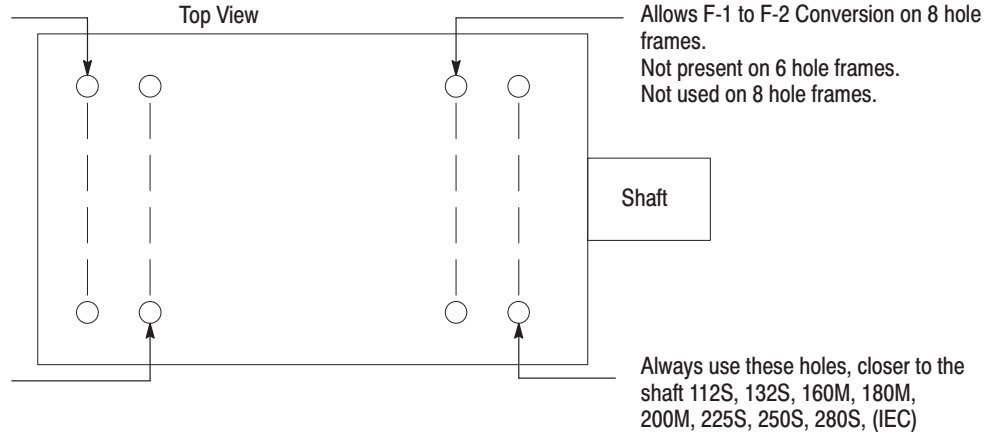 Top View
Allows F-1 to F-2 Conversion on 8 hole
frames.
Not present on 6 hole frames.
Not used on 8 hole frames.
Shaft
Always use these holes, closer to the
shaft 112S, 132S, 160M, 180M,
200M, 225S, 250S, 280S, (IEC)